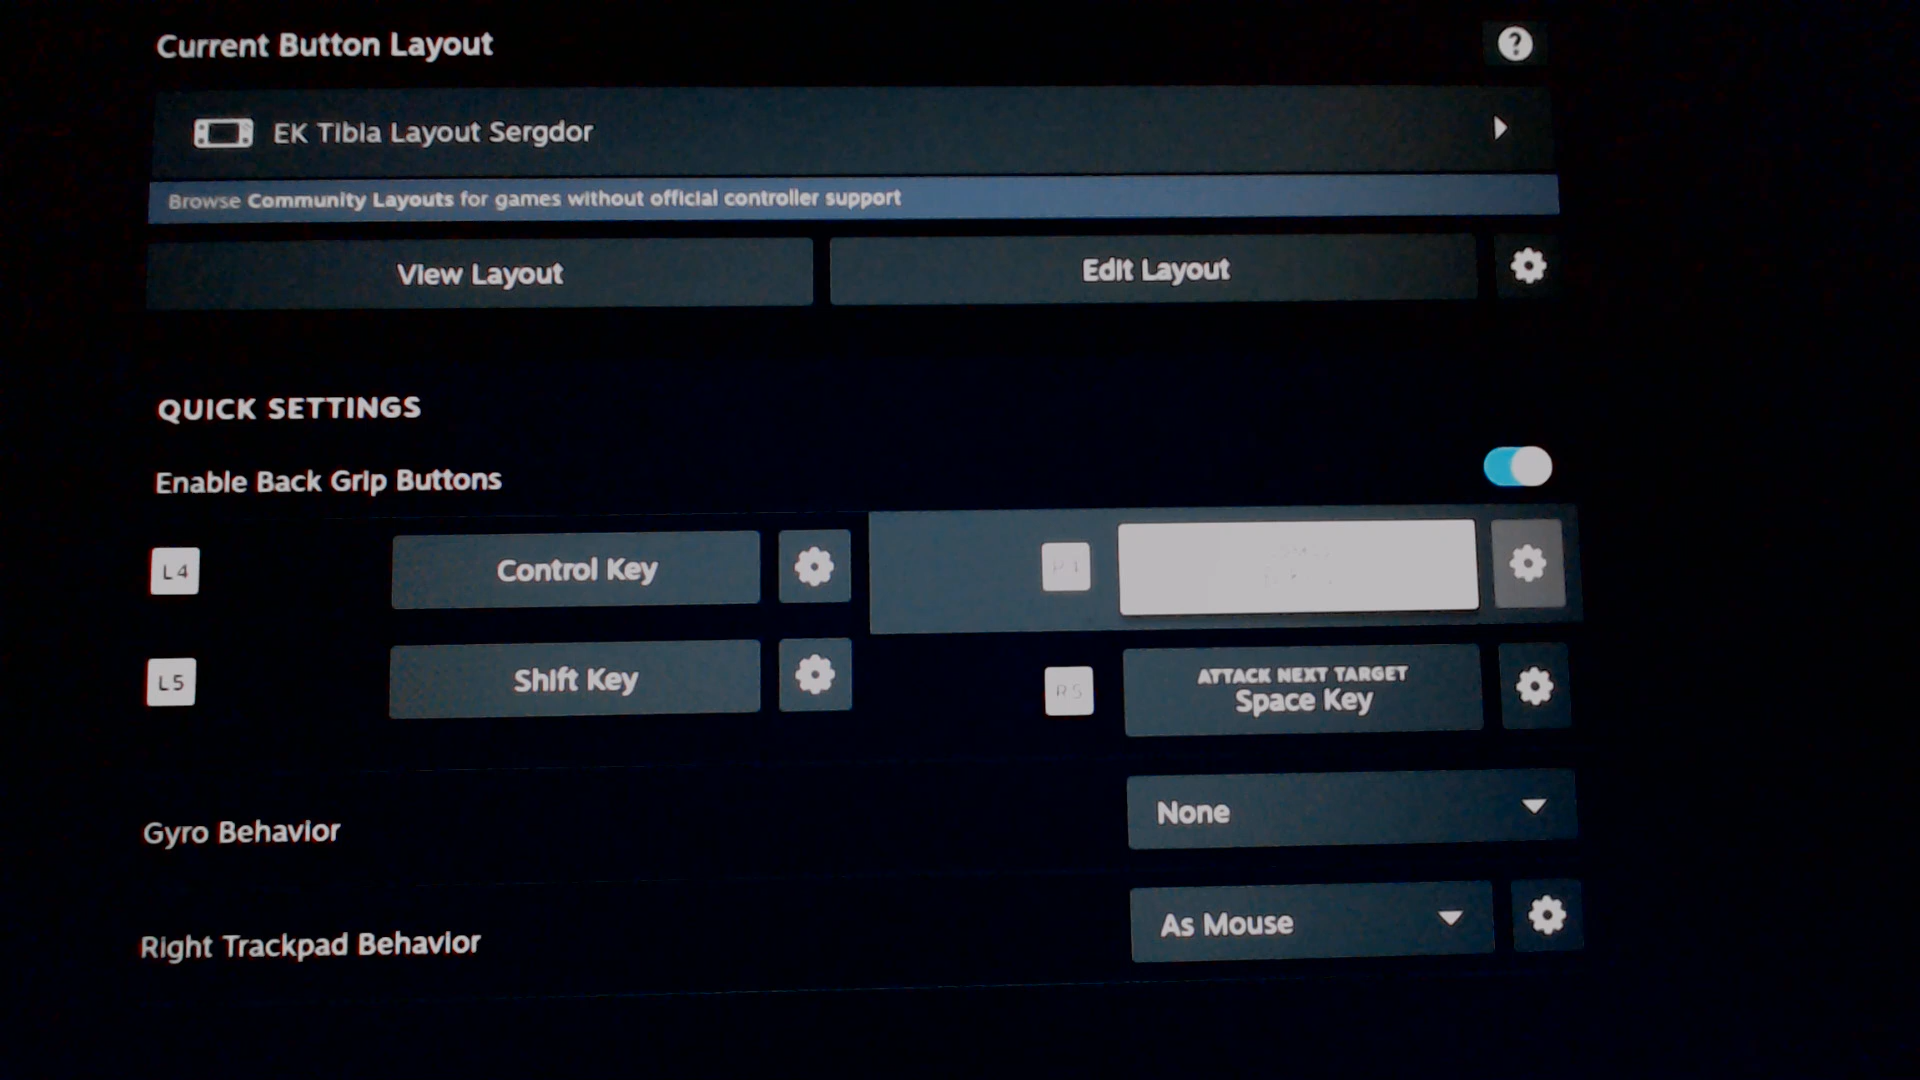 Current Button Layout
?
EK Tibia Layout Sergdor
Browse Community Layouts for games without official controller support
View Layout
Edit Layout
QUICK SETTINGS
Enable Back Grip Buttons
L4
Control Key
L5
Shift Key
R5
ATTACK NEXT TARGET
Space Key
Gyro Behavior
None
Right Trackpad Behavior
As Mouse